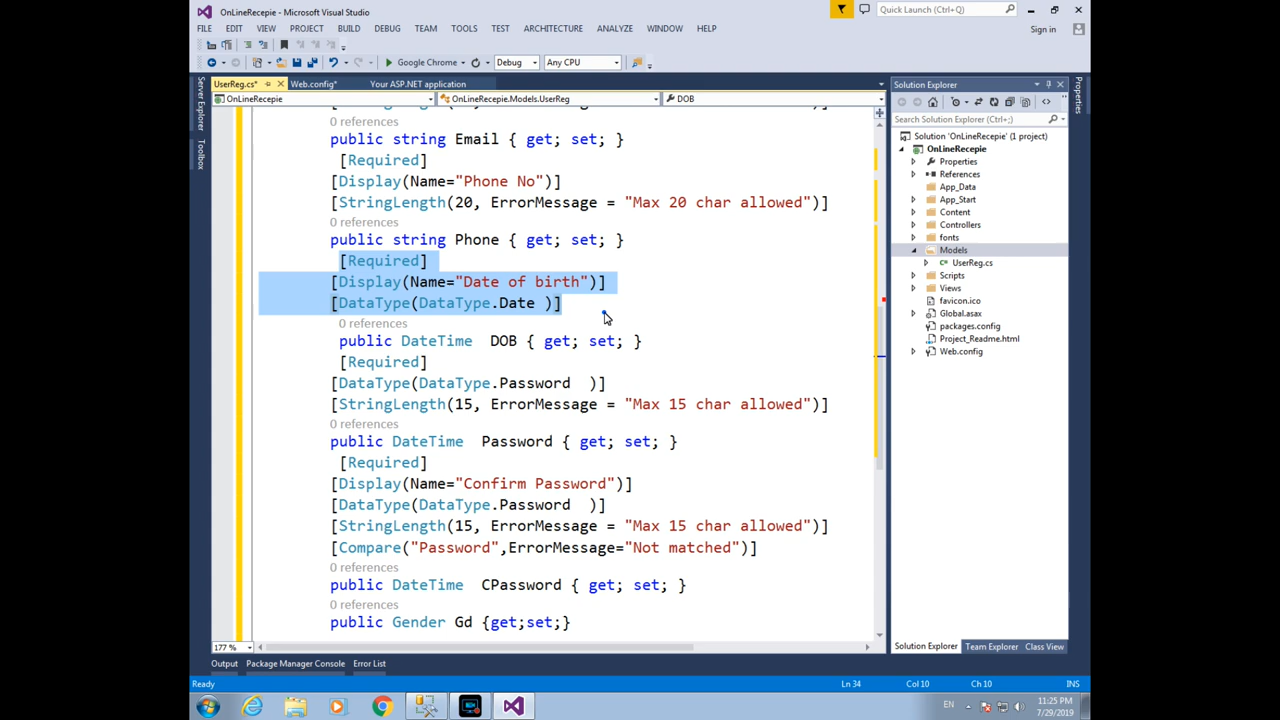 OnLineRecepie - Microsoft Visual Studio
Quick Launch (Ctrl+Q)
FILE EDIT VIEW PROJECT BUILD DEBUG TEAM TOOLS TEST ARCHITECTURE ANALYZE WINDOW HELP
Sign in
Google Chrome Debug Any CPU
Server Explorer
Toolbox
UserReg.cs* Web.config* Your ASP.NET application
OnLineRecepie OnLineRecepie.Models.UserReg DOB
0 references
public string Email { get; set; }
[Required]
[Display(Name="Phone No")]
[StringLength(20, ErrorMessage = "Max 20 char allowed")]
0 references
public string Phone { get; set; }
[Required]
[Display(Name="Date of birth")]
[DataType(DataType.Date )]
0 references
public DateTime DOB { get; set; }
[Required]
[DataType(DataType.Password )]
[StringLength(15, ErrorMessage = "Max 15 char allowed")]
0 references
public DateTime Password { get; set; }
[Required]
[Display(Name="Confirm Password")]
[DataType(DataType.Password )]
[StringLength(15, ErrorMessage = "Max 15 char allowed")]
[Compare("Password",ErrorMessage="Not matched")]
0 references
public DateTime CPassword { get; set; }
0 references
public Gender Gd {get;set;}
177 %
Solution Explorer
Search Solution Explorer (Ctrl+;)
Solution 'OnLineRecepie' (1 project)
OnLineRecepie
Properties
References
App_Data
App_Start
Content
Controllers
fonts
Models
UserReg.cs
Scripts
Views
favicon.ico
Global.asax
packages.config
Project_Readme.html
Web.config
Solution Explorer Team Explorer Class View
Properties
Output Package Manager Console Error List
Ready Ln 34 Col 10 Ch 10 INS
EN
11:25 PM
7/29/2019